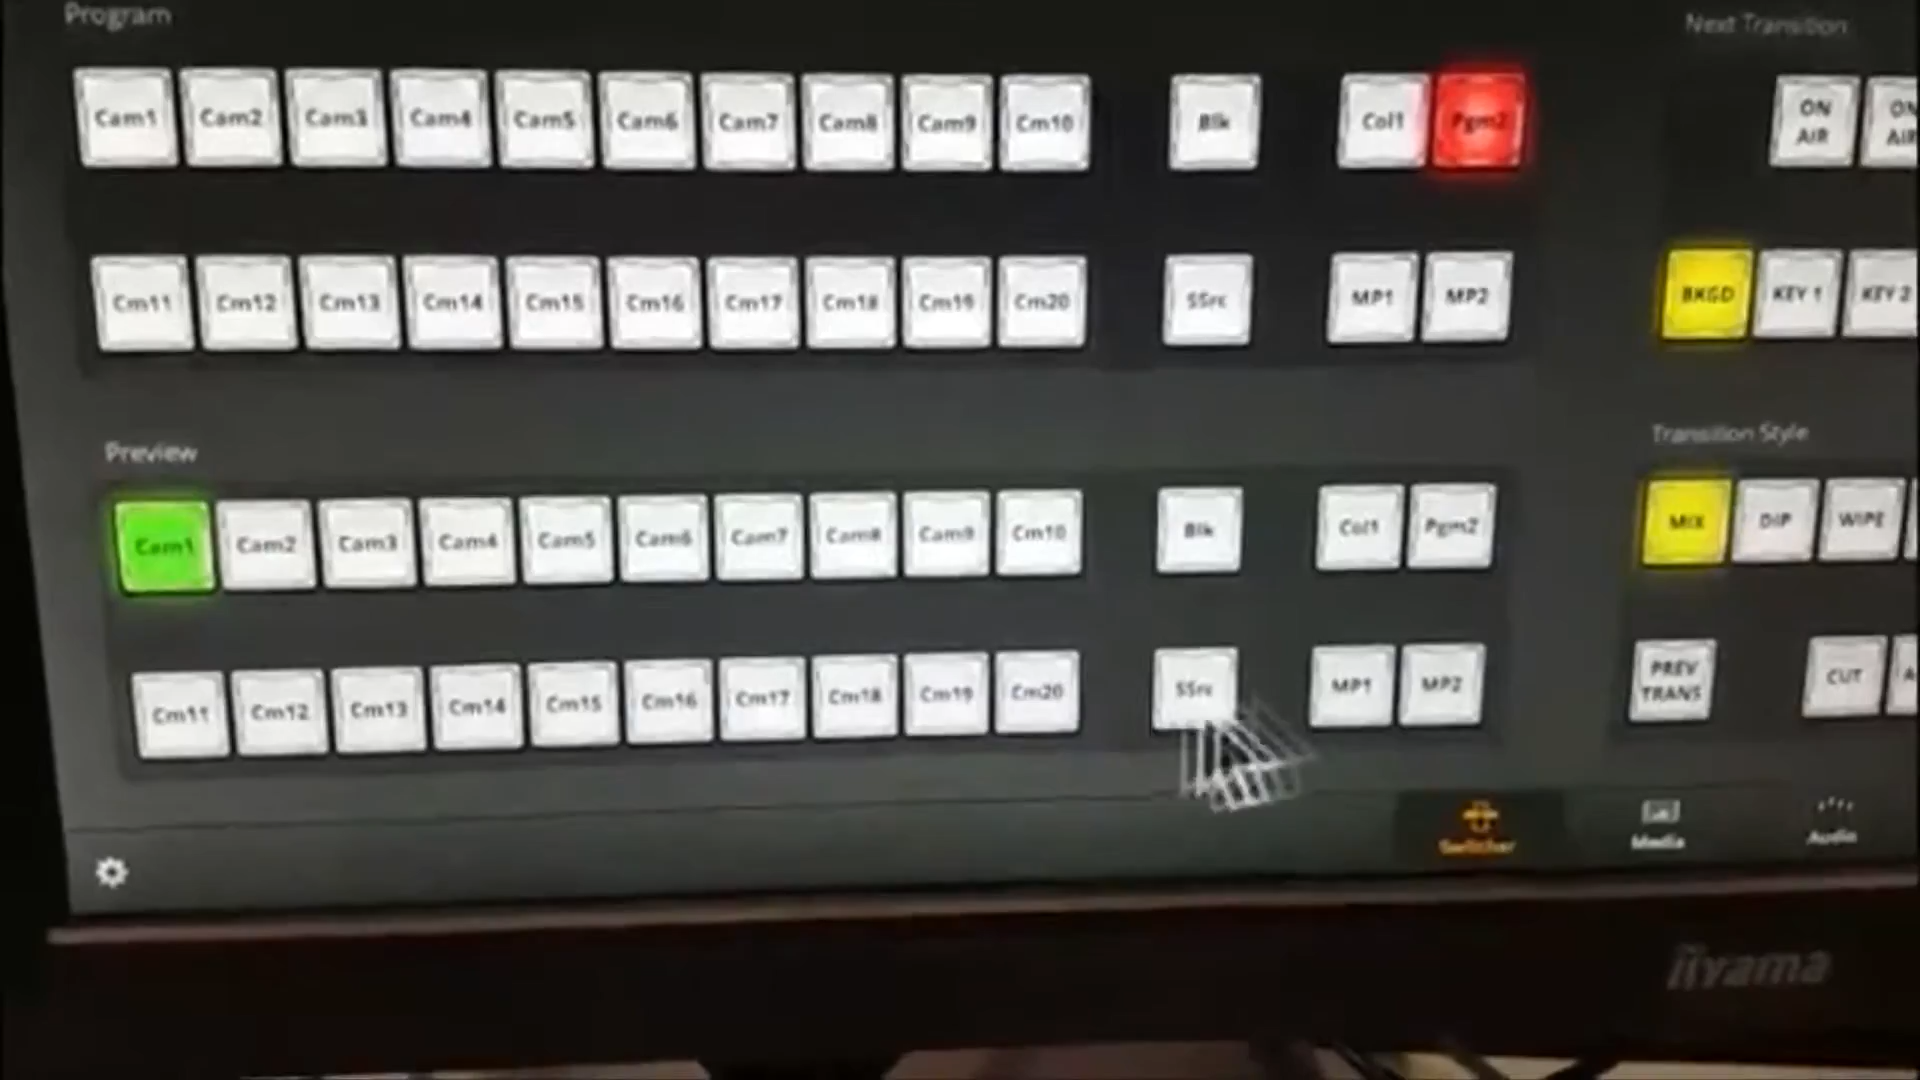 Program
Next Transition
Cam1 Cam2 Cam3 Cam4 Cam5 Cam6 Cam7 Cam8 Cam9 Cm10 Blk Col1 Pgm2
ON AIR
ON AIR
Cm11 Cm12 Cm13 Cm14 Cm15 Cm16 Cm17 Cm18 Cm19 Cm20 SSrc MP1 MP2
BKGD KEY 1 KEY 2
Preview
Transition Style
Cam1 Cam2 Cam3 Cam4 Cam5 Cam6 Cam7 Cam8 Cam9 Cm10 Blk Col1 Pgm2
MIX DIP WIPE
Cm11 Cm12 Cm13 Cm14 Cm15 Cm16 Cm17 Cm18 Cm19 Cm20 SSrc MP1 MP2
PREV
TRANS
CUT A
Switcher Media Audio
iiyama